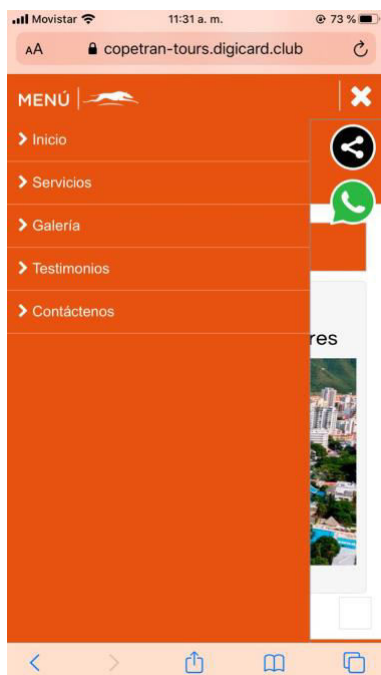 Movistar 11:31 a. m. 73 %
AA copetran-tours.digicard.club
MENÚ
Inicio
Servicios
Galería
Testimonios
Contáctenos
res